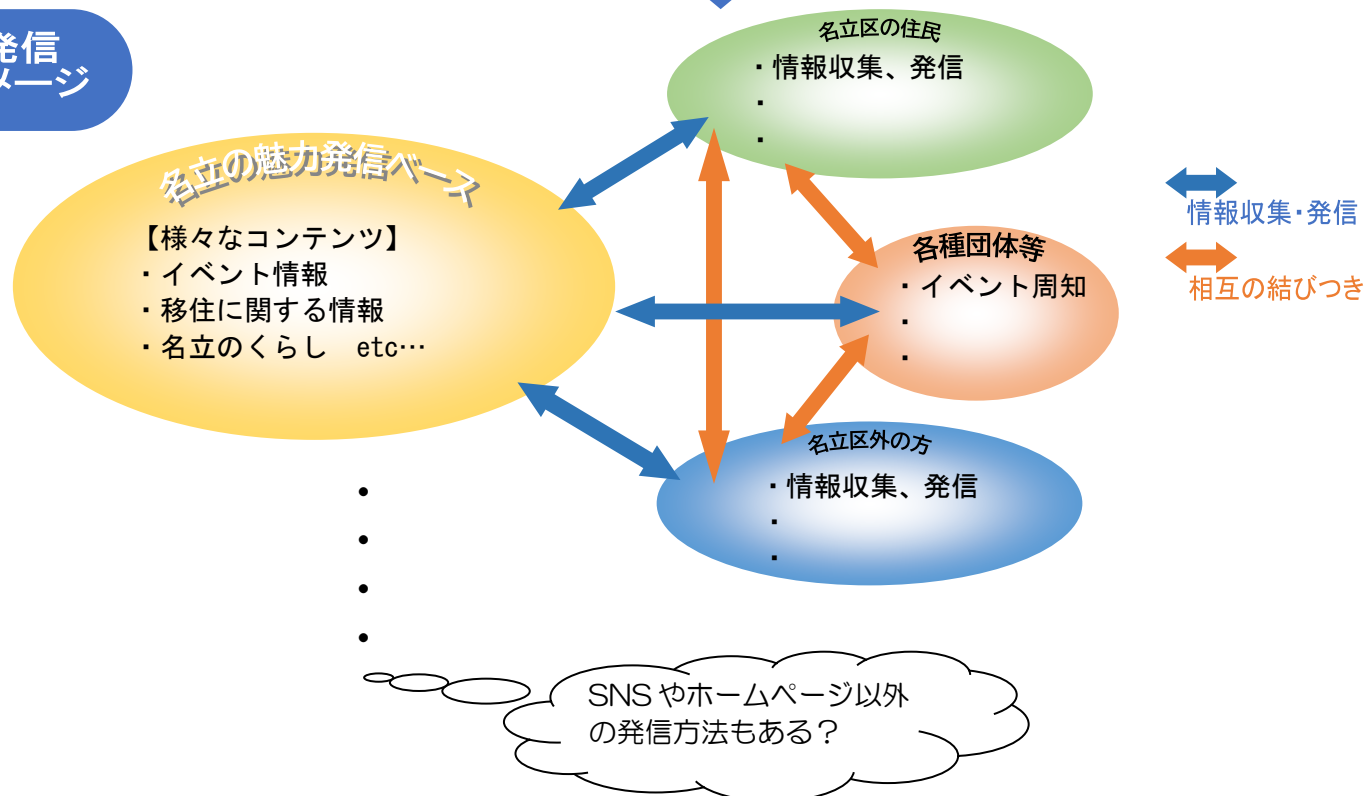 発信
メージ
名立の魅力発信ベース
【様々なコンテンツ】
・イベント情報
・移住に関する情報
・名立のくらし　etc…
名立区の住民
・情報収集、発信
・
・
各種団体等
・イベント周知
・
・
名立区外の方
・情報収集、発信
・
・
情報収集・発信
相互の結びつき
・
・
・
・
SNSやホームページ以外
の発信方法もある？